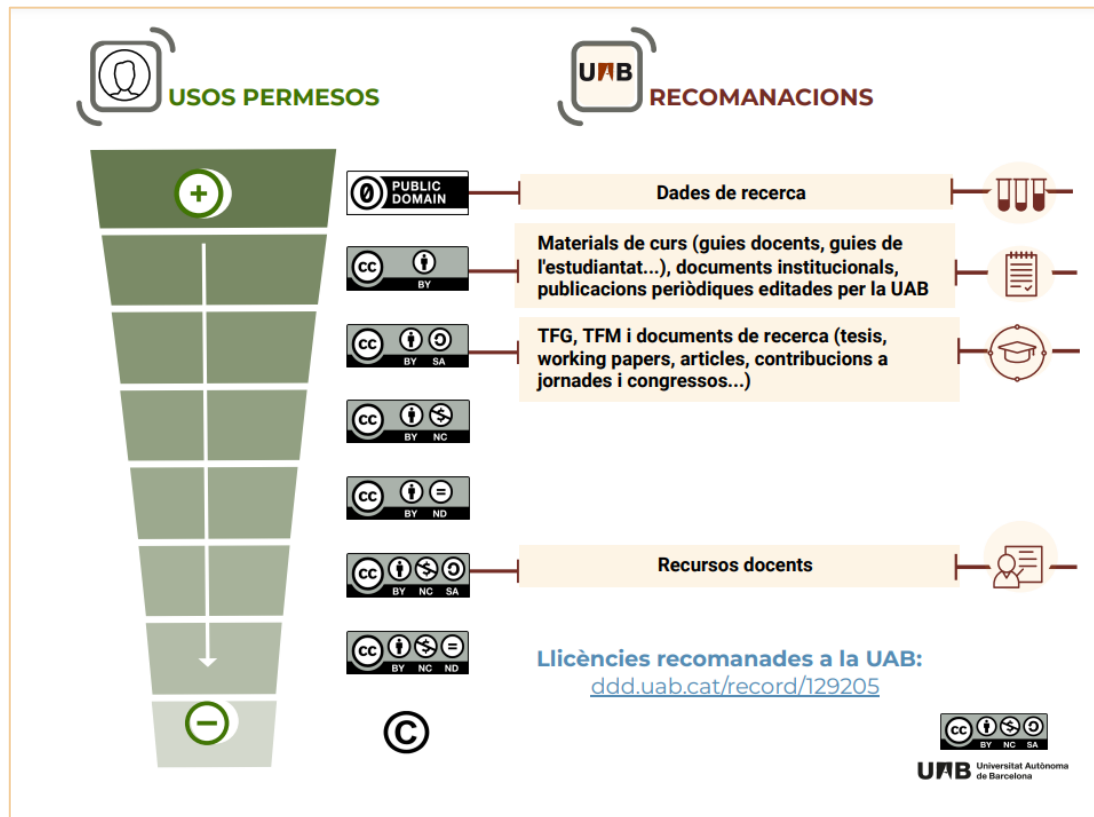 USOS PERMESOS
UAB
RECOMANACIONS
+
0 PUBLIC
DOMAIN
Dades de recerca
cc
BY
Materials de curs (guies docents, guies de
l'estudiantat...), documents institucionals,
publicacions periòdiques editades per la UAB
cc
BY SA
TFG, TFM i documents de recerca (tesis,
working papers, articles, contribucions a
jornades i congressos...)
cc $
BY NC
cc =
BY ND
cc $
BY NC SA
Recursos docents
cc $ =
BY NC ND
Llicències recomanades a la UAB:
ddd.uab.cat/record/129205
−
©
cc $
BY NC SA
UAB Universitat Autònoma
de Barcelona